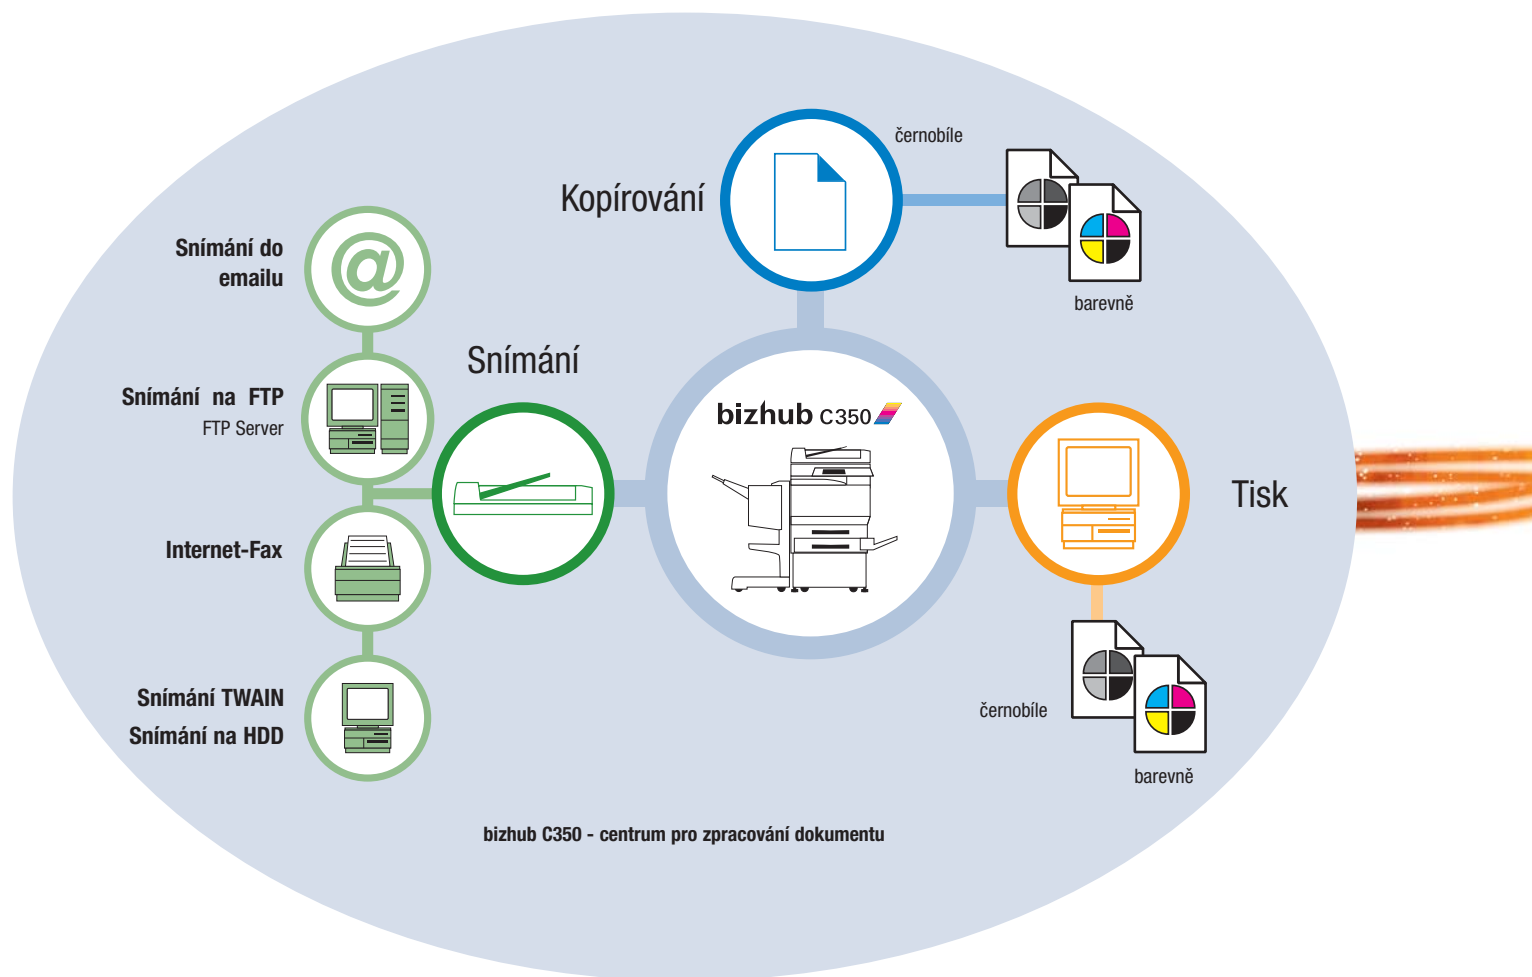 černobíle
Kopírování
barevně
Snímání do
emailu
Snímání
Snímání na FTP
FTP Server
bizhub C350
Tisk
Internet-Fax
Snímání TWAIN
Snímání na HDD
černobíle
barevně
bizhub C350 - centrum pro zpracování dokumentu